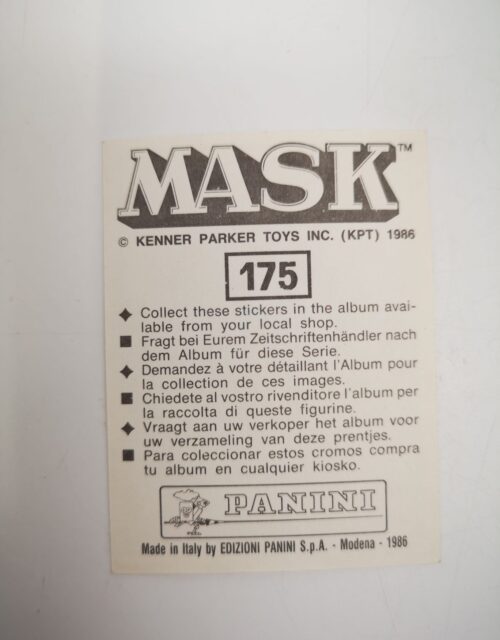 MASK™
© KENNER PARKER TOYS INC. (KPT) 1986
175
Collect these stickers in the album avai-
lable from your local shop.
Fragt bei Eurem Zeitschriftenhändler nach
dem Album für diese Serie.
Demandez à votre détaillant l'Album pour
la collection de ces images.
Chiedete al vostro rivenditore l'album per
la raccolta di queste figurine.
Vraagt aan uw verkoper het album voor
uw verzameling van deze prentjes.
Para coleccionar estos cromos compra
tu album en cualquier kiosko.
PANINI
Made in Italy by EDIZIONI PANINI S.p.A. - Modena - 1986